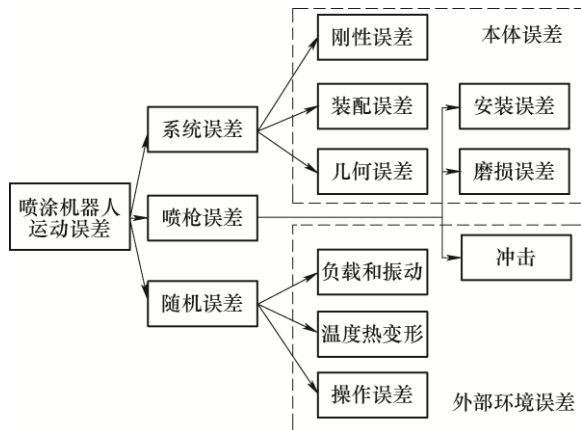 刚性误差
本体误差
系统误差
装配误差
安装误差
几何误差
磨损误差
喷涂机器人
运动误差
喷枪误差
冲击
负载和振动
随机误差
温度热变形
操作误差
外部环境误差